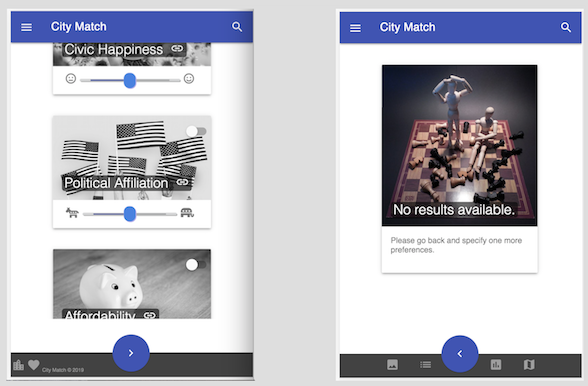 City Match
Civic Happiness
Political Affiliation
Affordability
City Match © 2018
City Match
No results available.
Please go back and specify one more
preferences.